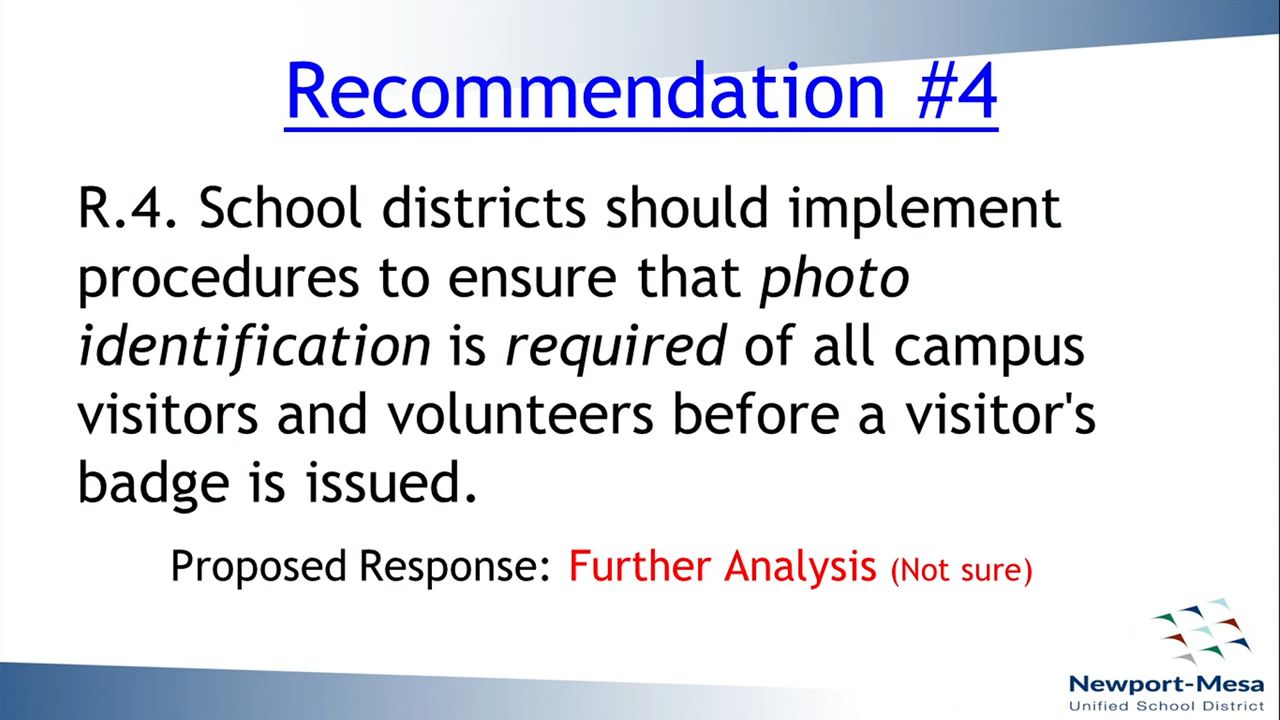 Recommendation #4
R.4. School districts should implement
procedures to ensure that photo
identification is required of all campus
visitors and volunteers before a visitor's
badge is issued.
Proposed Response: Further Analysis (Not sure)
Newport-Mesa
Unified School District